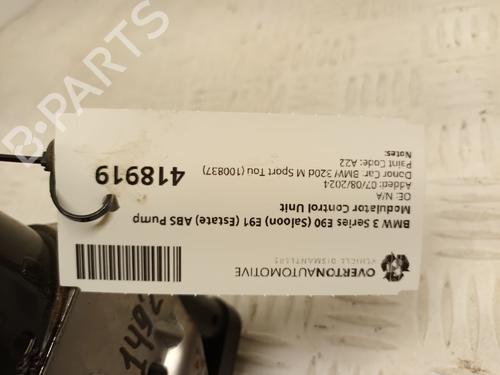 OVERTONAUTOMOTIVE
VEHICLE DISMANTLERS
BMW 3 Series E90 (Saloon) E91 (Estate) ABS Pump
Modulator Control Unit
OE: N/A
Added: 07/08/2024
Donor Car: BMW 320d M Sport Tou (100837)
Paint Code: A22
Notes:
418919
B-PARTS